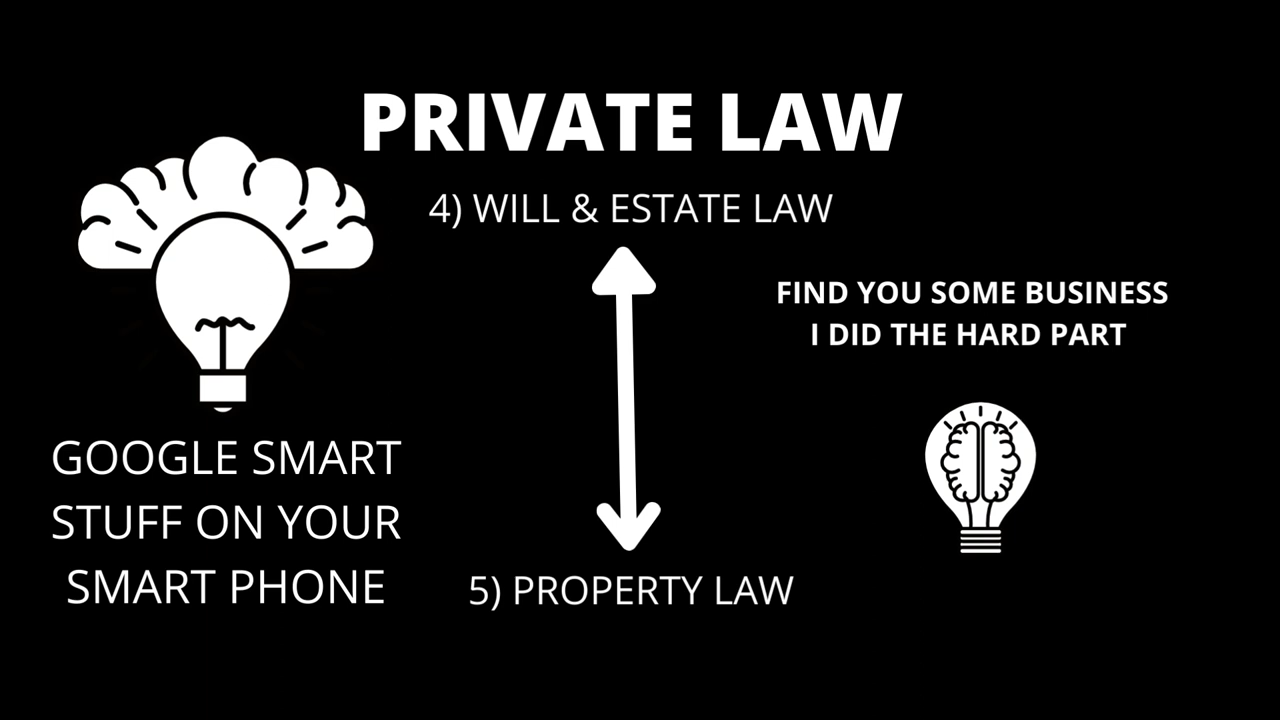 PRIVATE LAW
4) WILL & ESTATE LAW
FIND YOU SOME BUSINESS
I DID THE HARD PART
GOOGLE SMART
STUFF ON YOUR
SMART PHONE
5) PROPERTY LAW